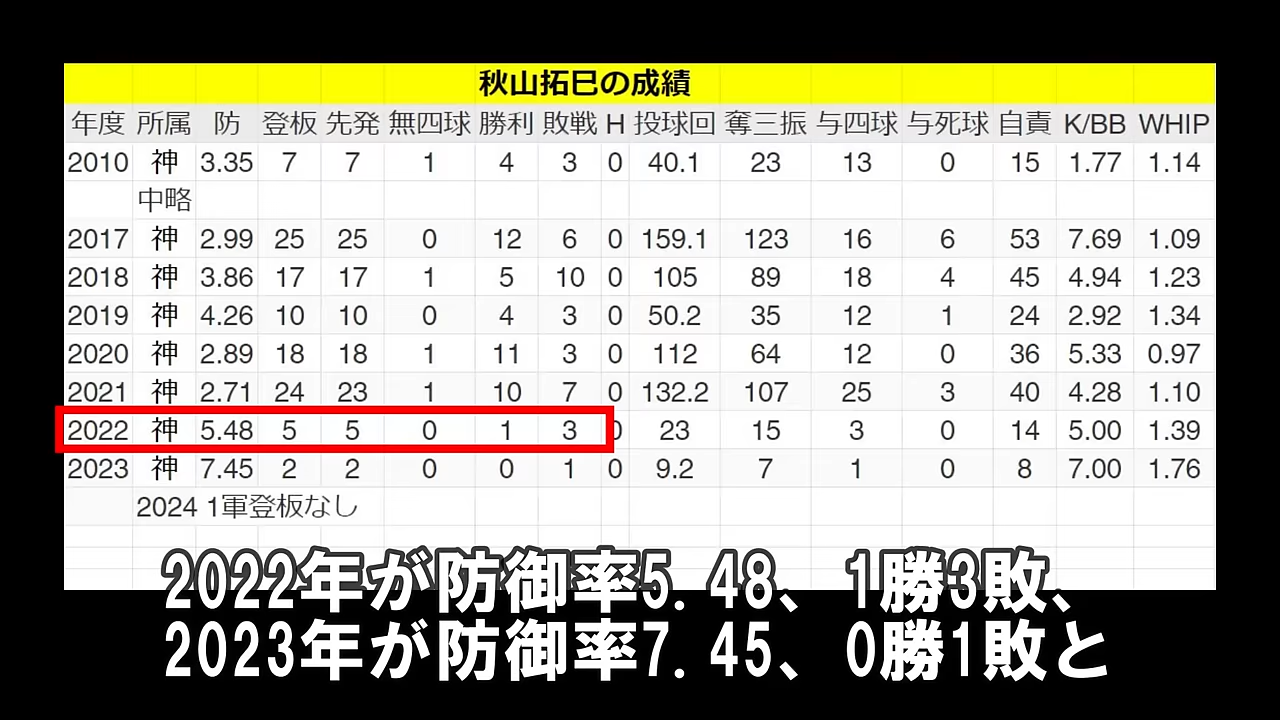 秋山拓巳の成績
年度 所属 防 登板 先発 無四球 勝利 敗戦 H 投球回 奪三振 与四球 与死球 自責 K/BB WHIP
2010 神 3.35 7 7 1 4 3 0 40.1 23 13 0 15 1.77 1.14
中略
2017 神 2.99 25 25 0 12 6 0 159.1 123 16 6 53 7.69 1.09
2018 神 3.86 17 17 1 5 10 0 105 89 18 4 45 4.94 1.23
2019 神 4.26 10 10 0 4 3 0 50.2 35 12 1 24 2.92 1.34
2020 神 2.89 18 18 1 11 3 0 112 64 12 0 36 5.33 0.97
2021 神 2.71 24 23 1 10 7 0 132.2 107 25 3 40 4.28 1.10
2022 神 5.48 5 5 0 1 3 0 23 15 3 0 14 5.00 1.39
2023 神 7.45 2 2 0 0 1 0 9.2 7 1 0 8 7.00 1.76
2024 1軍登板なし
2022年が防御率5.48、1勝3敗、
2023年が防御率7.45、0勝1敗と